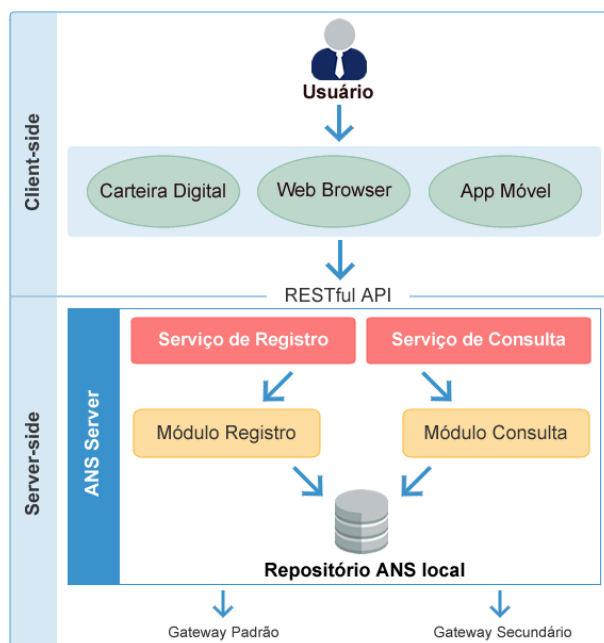 Client-side
Usuário
Carteira Digital
Web Browser
App Móvel
RESTful API
Server-side
ANS Server
Serviço de Registro
Serviço de Consulta
Módulo Registro
Módulo Consulta
Repositório ANS local
Gateway Padrão
Gateway Secundário